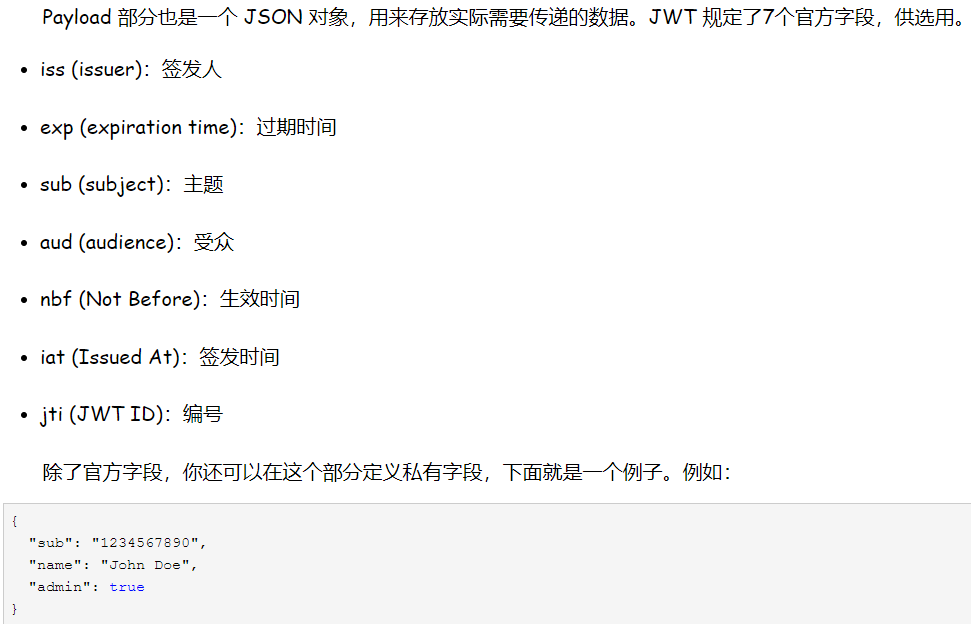 Payload 部分也是一个 JSON 对象，用来存放实际需要传递的数据。JWT 规定了7个官方字段，供选用。
• iss (issuer)：签发人
• exp (expiration time)：过期时间
• sub (subject)：主题
• aud (audience)：受众
• nbf (Not Before)：生效时间
• iat (Issued At)：签发时间
• jti (JWT ID)：编号
除了官方字段，你还可以在这个部分定义私有字段，下面就是一个例子。例如：
{
  "sub": "1234567890",
  "name": "John Doe",
  "admin": true
}